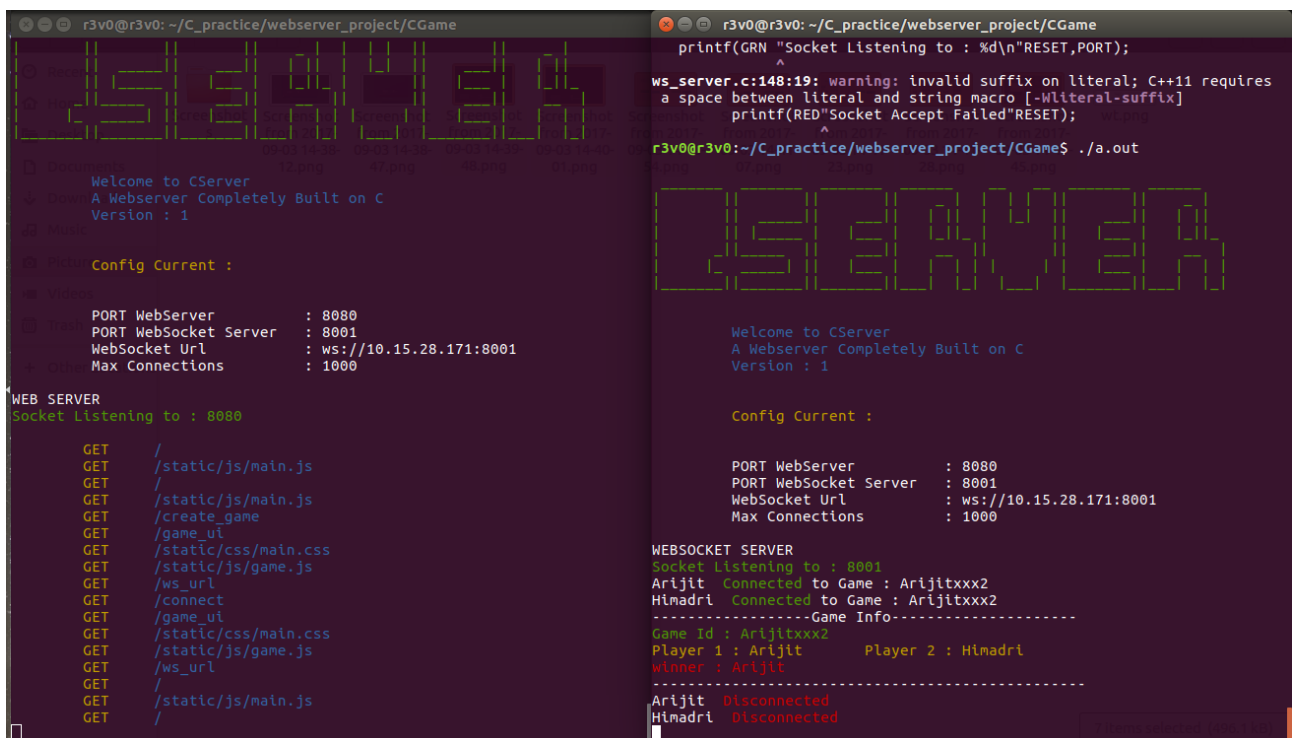 r3v0@r3v0: ~/C_practice/webserver_project/CGame
CSERVER
Welcome to CServer
A Webserver Completely Built on C
Version : 1
Config Current :
PORT WebServer : 8080
PORT WebSocket Server : 8001
WebSocket Url : ws://10.15.28.171:8001
Max Connections : 1000
WEB SERVER
Socket Listening to : 8080
GET /
GET /static/js/main.js
GET /
GET /static/js/main.js
GET /create_game
GET /game_ui
GET /static/css/main.css
GET /static/js/game.js
GET /ws_url
GET /connect
GET /game_ui
GET /static/css/main.css
GET /static/js/game.js
GET /ws_url
GET /
GET /static/js/main.js
GET /
r3v0@r3v0: ~/C_practice/webserver_project/CGame
printf(GRN "Socket Listening to : %d\n"RESET,PORT);
^
ws_server.c:148:19: warning: invalid suffix on literal; C++11 requires
a space between literal and string macro [-Wliteral-suffix]
printf(RED"Socket Accept Failed"RESET);
^
r3v0@r3v0:~/C_practice/webserver_project/CGame$ ./a.out
CSERVER
Welcome to CServer
A Webserver Completely Built on C
Version : 1
Config Current :
PORT WebServer : 8080
PORT WebSocket Server : 8001
WebSocket Url : ws://10.15.28.171:8001
Max Connections : 1000
WEBSOCKET SERVER
Socket Listening to : 8001
Arijit Connected to Game : Arijitxxx2
Himadri Connected to Game : Arijitxxx2
------------------Game Info---------------------
Game Id : Arijitxxx2
Player 1 : Arijit Player 2 : Himadri
winner : Arijit
-------------------------------------------------
Arijit Disconnected
Himadri Disconnected